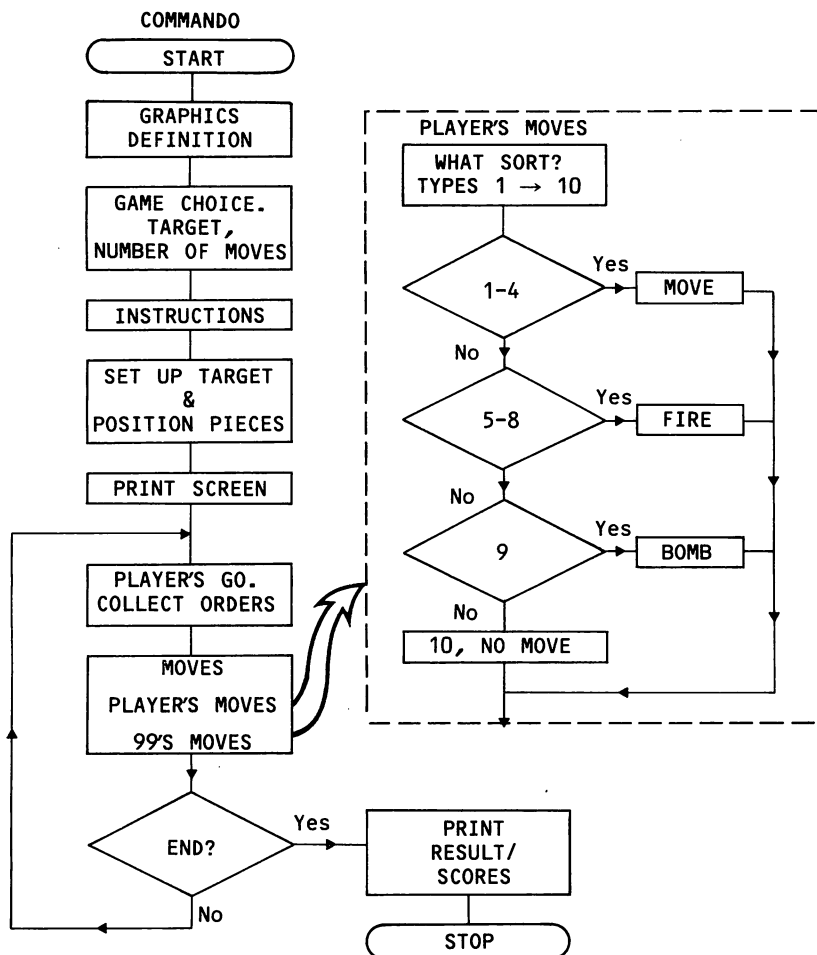 COMMANDO
START
GRAPHICS
DEFINITION
GAME CHOICE.
TARGET,
NUMBER OF MOVES
INSTRUCTIONS
SET UP TARGET
&
POSITION PIECES
PRINT SCREEN
PLAYER'S GO.
COLLECT ORDERS
MOVES
PLAYER'S MOVES
99'S MOVES
END?
Yes
No
PRINT
RESULT/
SCORES
STOP
PLAYER'S MOVES
WHAT SORT?
TYPES 1 → 10
1-4
Yes
MOVE
No
5-8
Yes
FIRE
No
9
Yes
BOMB
No
10, NO MOVE